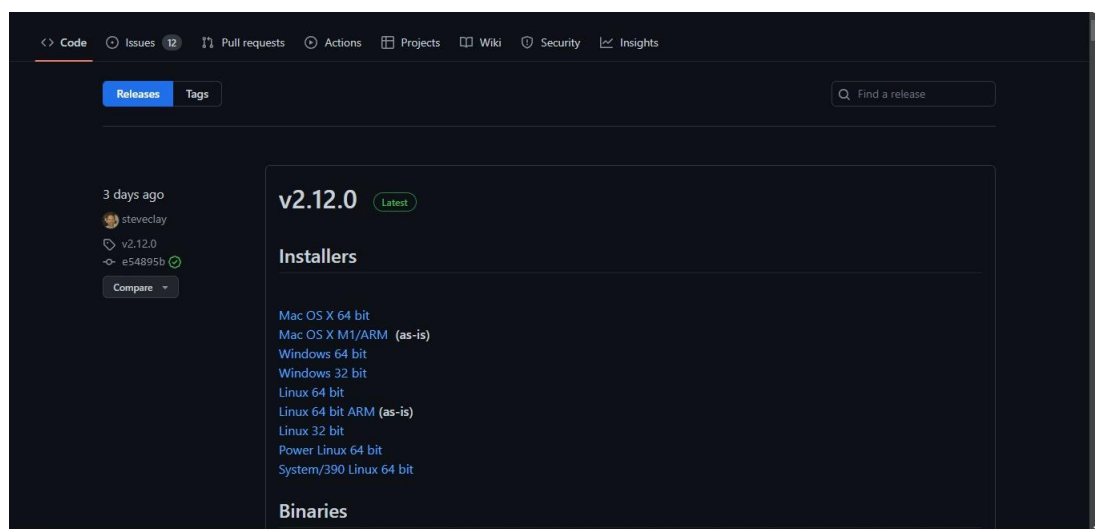 Code Issues 12 Pull requests Actions Projects Wiki Security Insights
Releases Tags Find a release
3 days ago
steveclay
v2.12.0
e54895b
Compare
v2.12.0 Latest
Installers
Mac OS X 64 bit
Mac OS X M1/ARM (as-is)
Windows 64 bit
Windows 32 bit
Linux 64 bit
Linux 64 bit ARM (as-is)
Linux 32 bit
Power Linux 64 bit
System/390 Linux 64 bit
Binaries